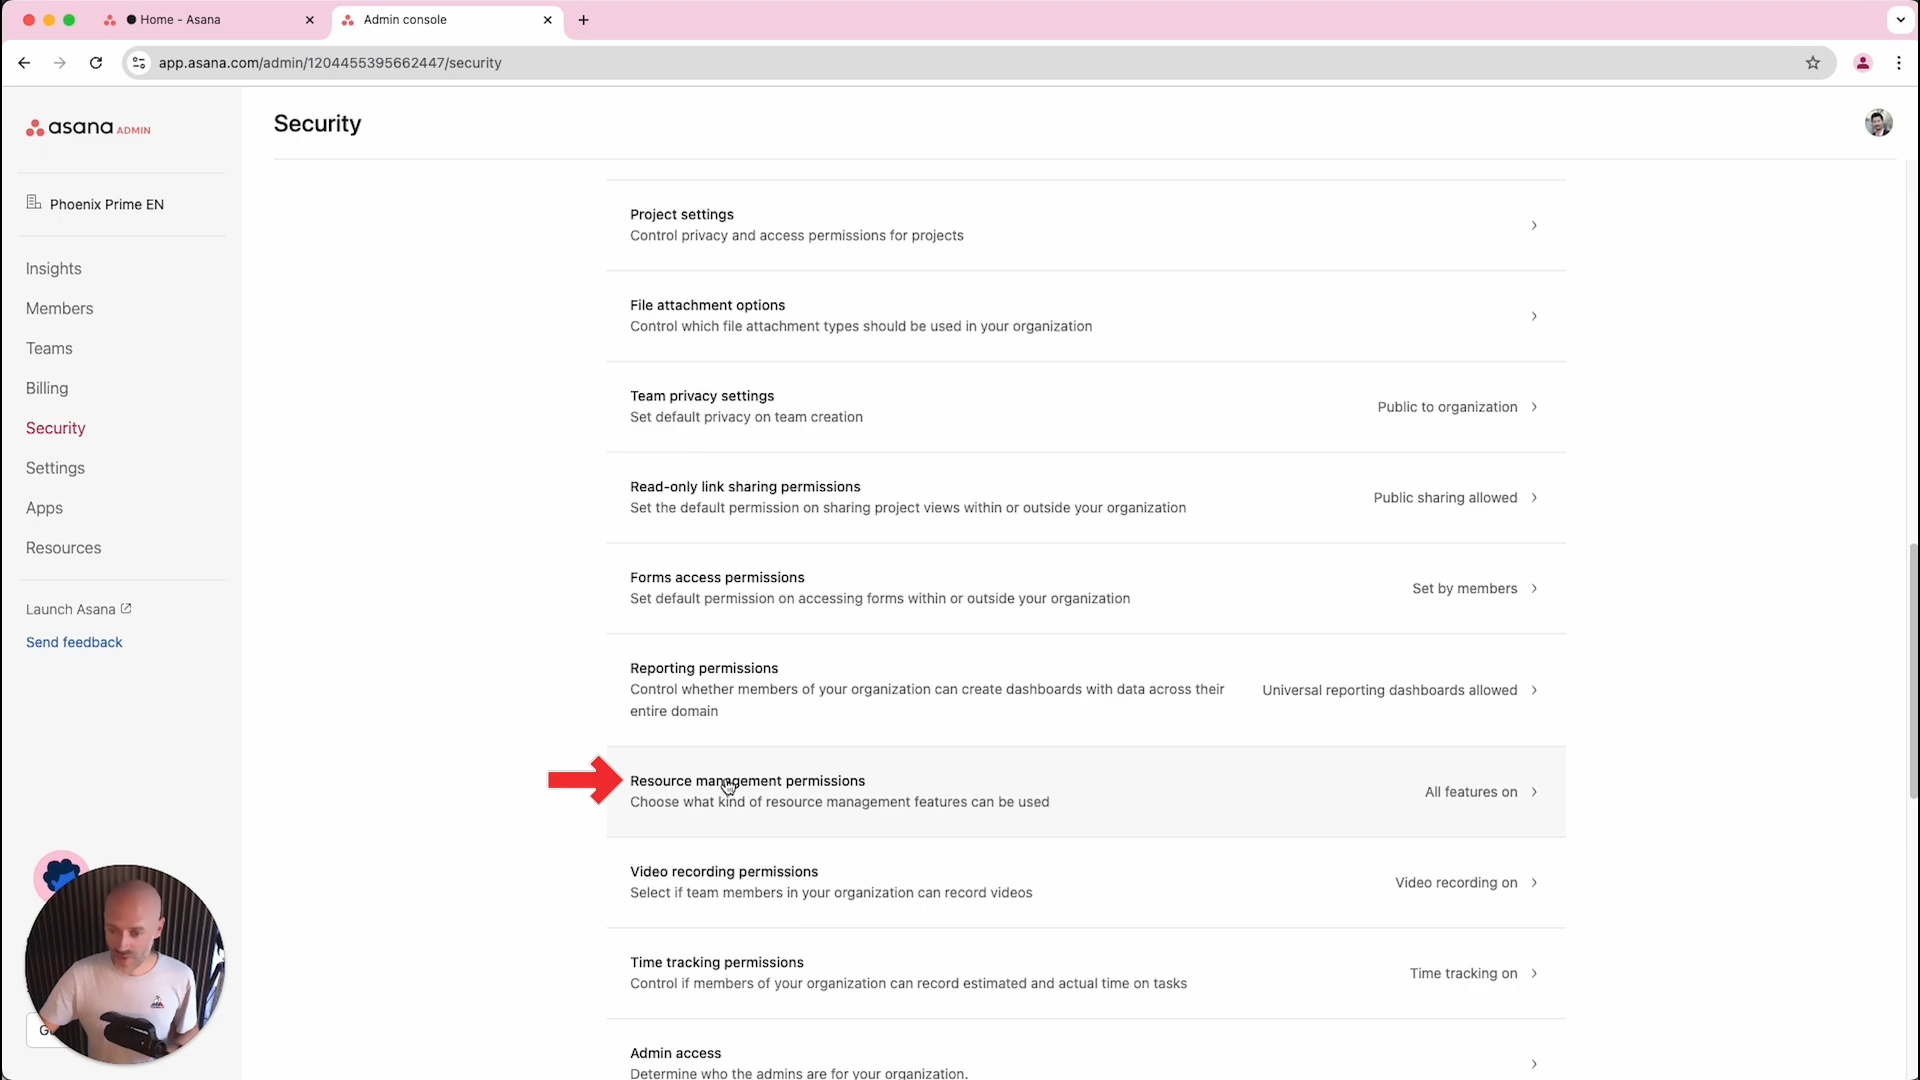 Home - Asana
Admin console
app.asana.com/admin/1204455395662447/security
asana ADMIN
Security
Phoenix Prime EN
Insights
Members
Teams
Billing
Security
Settings
Apps
Resources
Launch Asana
Send feedback
Project settings
Control privacy and access permissions for projects
File attachment options
Control which file attachment types should be used in your organization
Team privacy settings
Set default privacy on team creation
Public to organization
Read-only link sharing permissions
Set the default permission on sharing project views within or outside your organization
Public sharing allowed
Forms access permissions
Set default permission on accessing forms within or outside your organization
Set by members
Reporting permissions
Control whether members of your organization can create dashboards with data across their
entire domain
Universal reporting dashboards allowed
Resource management permissions
Choose what kind of resource management features can be used
All features on
Video recording permissions
Select if team members in your organization can record videos
Video recording on
Time tracking permissions
Control if members of your organization can record estimated and actual time on tasks
Time tracking on
Admin access
Determine who the admins are for your organization.